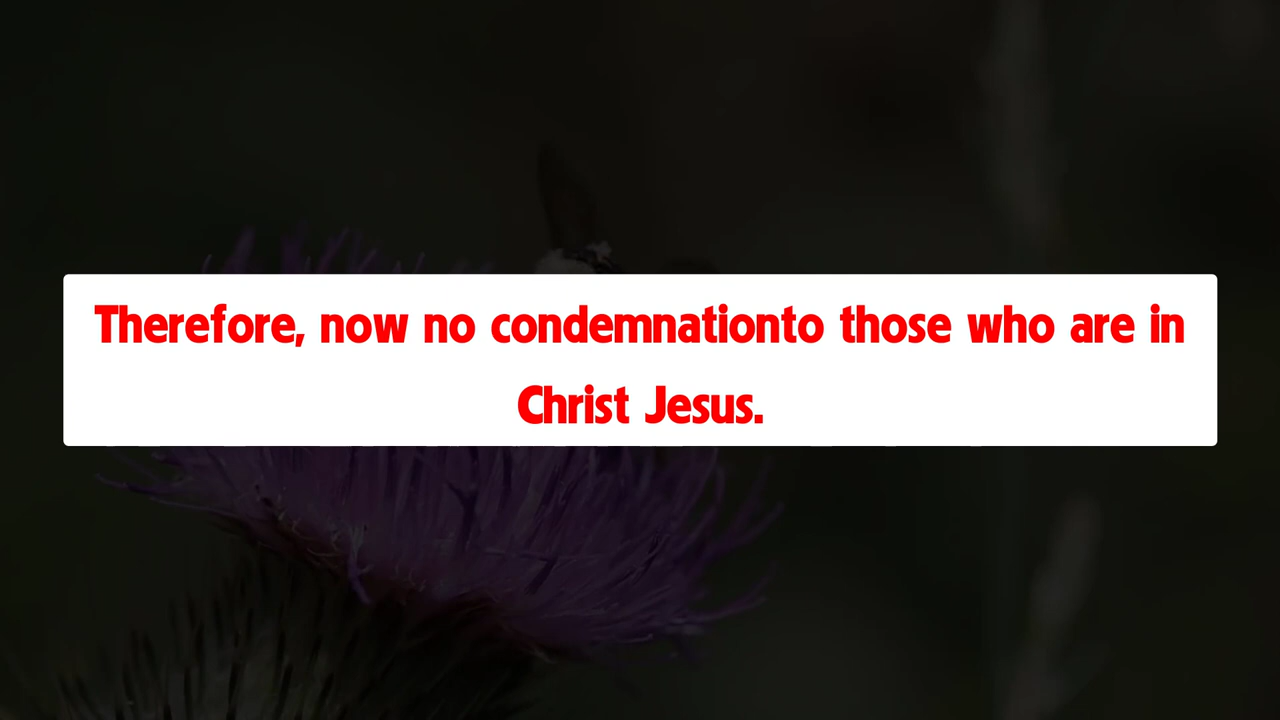 Therefore, now no condemnationto those who are in
Christ Jesus.